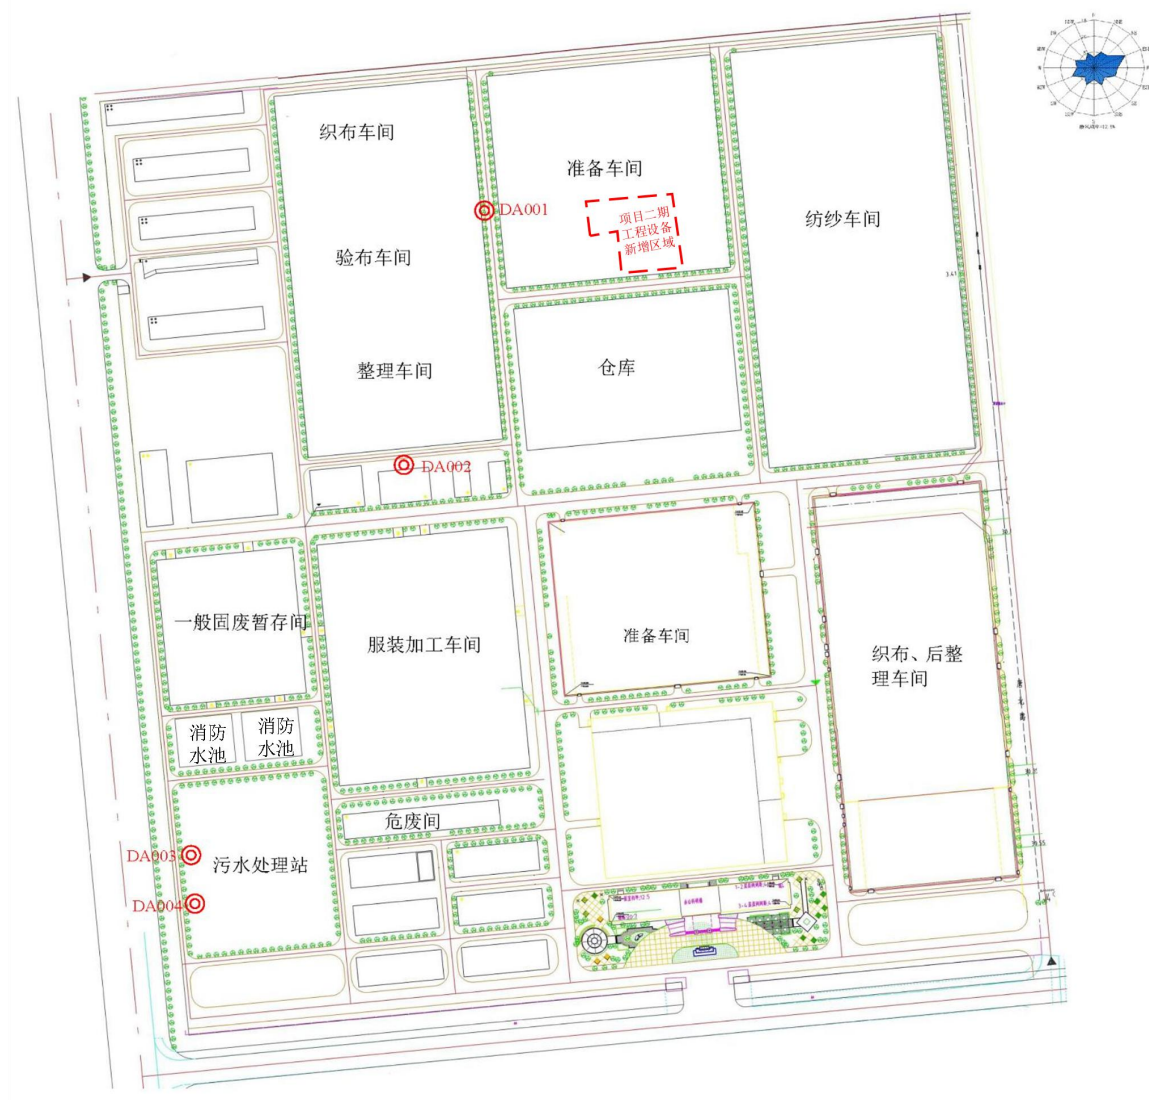 织布车间
准备车间
DA001
项目二期
工程设备
新增区域
纺纱车间
验布车间
3.47
整理车间
仓库
DA002
一般固废暂存间
服装加工车间
准备车间
织布、后整
理车间
消防
水池
消防
水池
危废间
DA003
污水处理站
DA004